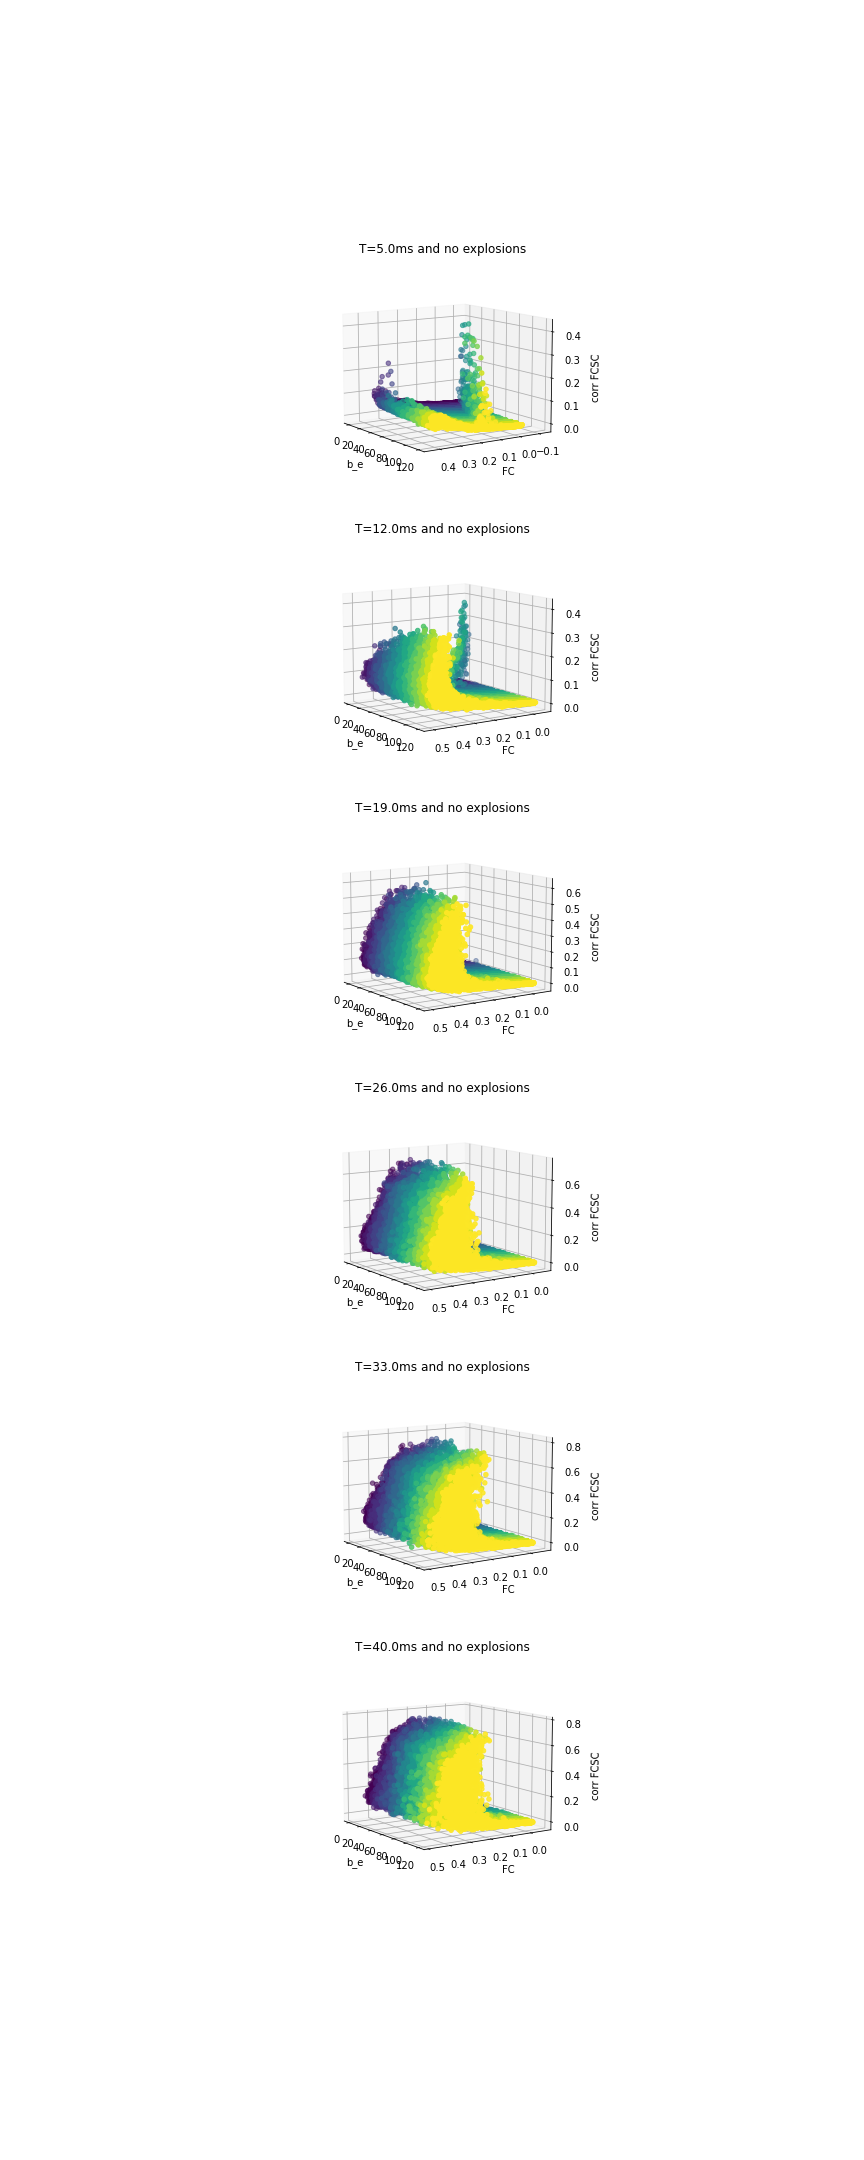 T=5.0ms and no explosions
0.4
0.3
0.2
0.1
0.0
corr FCSC
0 20 40 60 80 100 120
b_e
0.4 0.3 0.2 0.1 0.0 −0.1
FC
T=12.0ms and no explosions
0.4
0.3
0.2
0.1
0.0
corr FCSC
0 20 40 60 80 100 120
b_e
0.5 0.4 0.3 0.2 0.1 0.0
FC
T=19.0ms and no explosions
0.6
0.5
0.4
0.3
0.2
0.1
0.0
corr FCSC
0 20 40 60 80 100 120
b_e
0.5 0.4 0.3 0.2 0.1 0.0
FC
T=26.0ms and no explosions
0.6
0.4
0.2
0.0
corr FCSC
0 20 40 60 80 100 120
b_e
0.5 0.4 0.3 0.2 0.1 0.0
FC
T=33.0ms and no explosions
0.8
0.6
0.4
0.2
0.0
corr FCSC
0 20 40 60 80 100 120
b_e
0.5 0.4 0.3 0.2 0.1 0.0
FC
T=40.0ms and no explosions
0.8
0.6
0.4
0.2
0.0
corr FCSC
0 20 40 60 80 100 120
b_e
0.5 0.4 0.3 0.2 0.1 0.0
FC